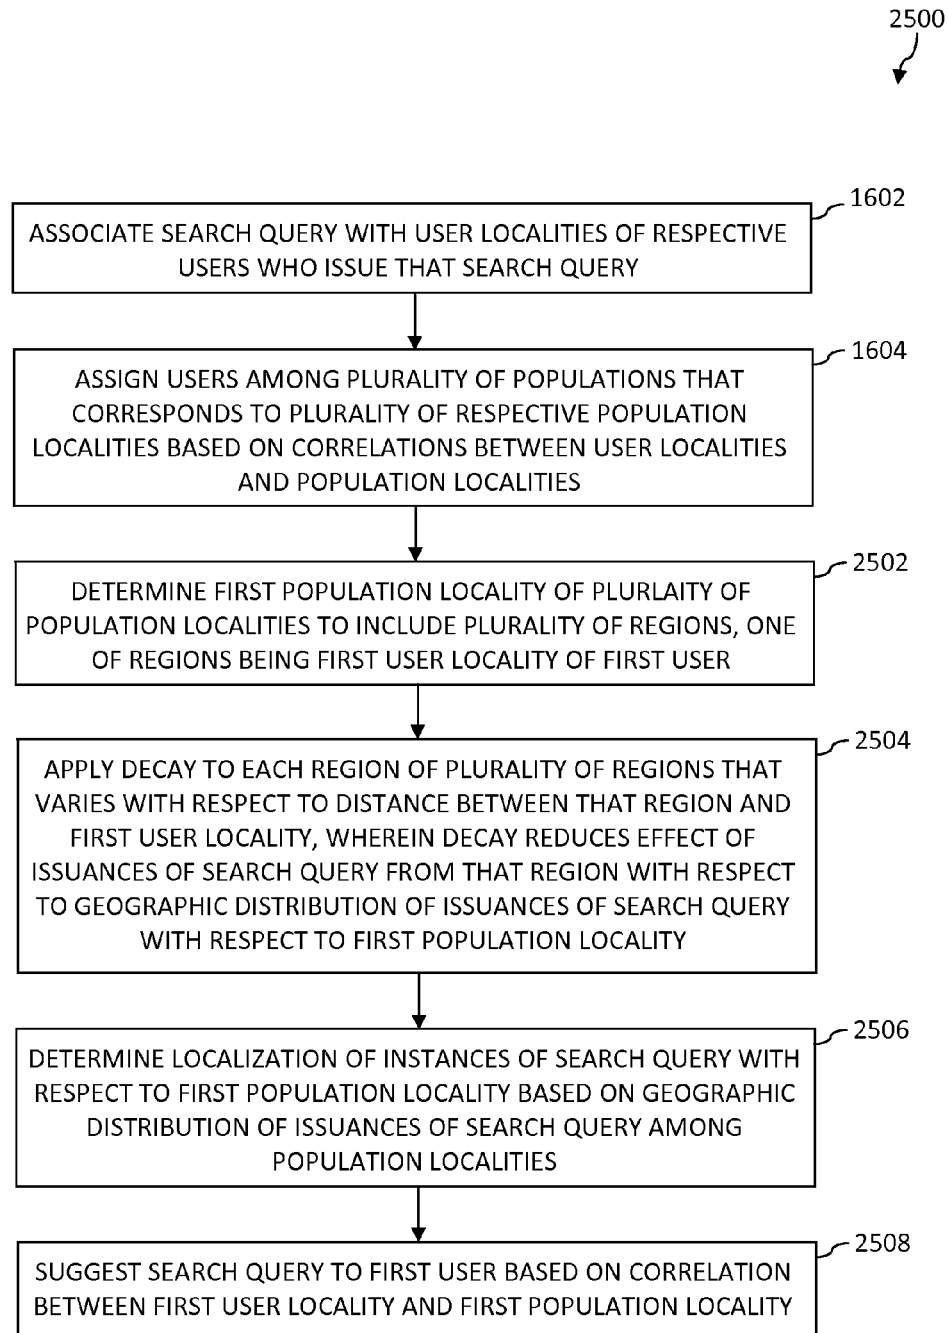 2500
1602
ASSOCIATE SEARCH QUERY WITH USER LOCALITIES OF RESPECTIVE
USERS WHO ISSUE THAT SEARCH QUERY
1604
ASSIGN USERS AMONG PLURALITY OF POPULATIONS THAT
CORRESPONDS TO PLURALITY OF RESPECTIVE POPULATION
LOCALITIES BASED ON CORRELATIONS BETWEEN USER LOCALITIES
AND POPULATION LOCALITIES
2502
DETERMINE FIRST POPULATION LOCALITY OF PLURLAITY OF
POPULATION LOCALITIES TO INCLUDE PLURALITY OF REGIONS, ONE
OF REGIONS BEING FIRST USER LOCALITY OF FIRST USER
2504
APPLY DECAY TO EACH REGION OF PLURALITY OF REGIONS THAT
VARIES WITH RESPECT TO DISTANCE BETWEEN THAT REGION AND
FIRST USER LOCALITY, WHEREIN DECAY REDUCES EFFECT OF
ISSUANCES OF SEARCH QUERY FROM THAT REGION WITH RESPECT
TO GEOGRAPHIC DISTRIBUTION OF ISSUANCES OF SEARCH QUERY
WITH RESPECT TO FIRST POPULATION LOCALITY
2506
DETERMINE LOCALIZATION OF INSTANCES OF SEARCH QUERY WITH
RESPECT TO FIRST POPULATION LOCALITY BASED ON GEOGRAPHIC
DISTRIBUTION OF ISSUANCES OF SEARCH QUERY AMONG
POPULATION LOCALITIES
2508
SUGGEST SEARCH QUERY TO FIRST USER BASED ON CORRELATION
BETWEEN FIRST USER LOCALITY AND FIRST POPULATION LOCALITY